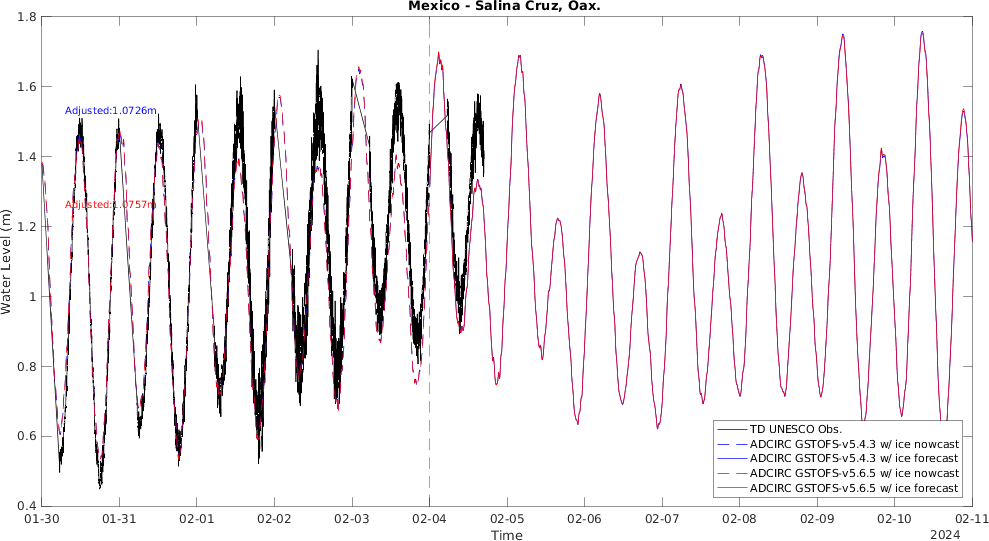 Mexico - Salina Cruz, Oax.
1.8
1.6
1.4
1.2
1
0.8
0.6
0.4
Water Level (m)
Adjusted:1.0726m
Adjusted:1.0757m
TD UNESCO Obs.
ADCIRC GSTOFS-v5.4.3 w/ ice nowcast
ADCIRC GSTOFS-v5.4.3 w/ ice forecast
ADCIRC GSTOFS-v5.6.5 w/ ice nowcast
ADCIRC GSTOFS-v5.6.5 w/ ice forecast
01-30 01-31 02-01 02-02 02-03 02-04 02-05 02-06 02-07 02-08 02-09 02-10 02-11
Time
2024